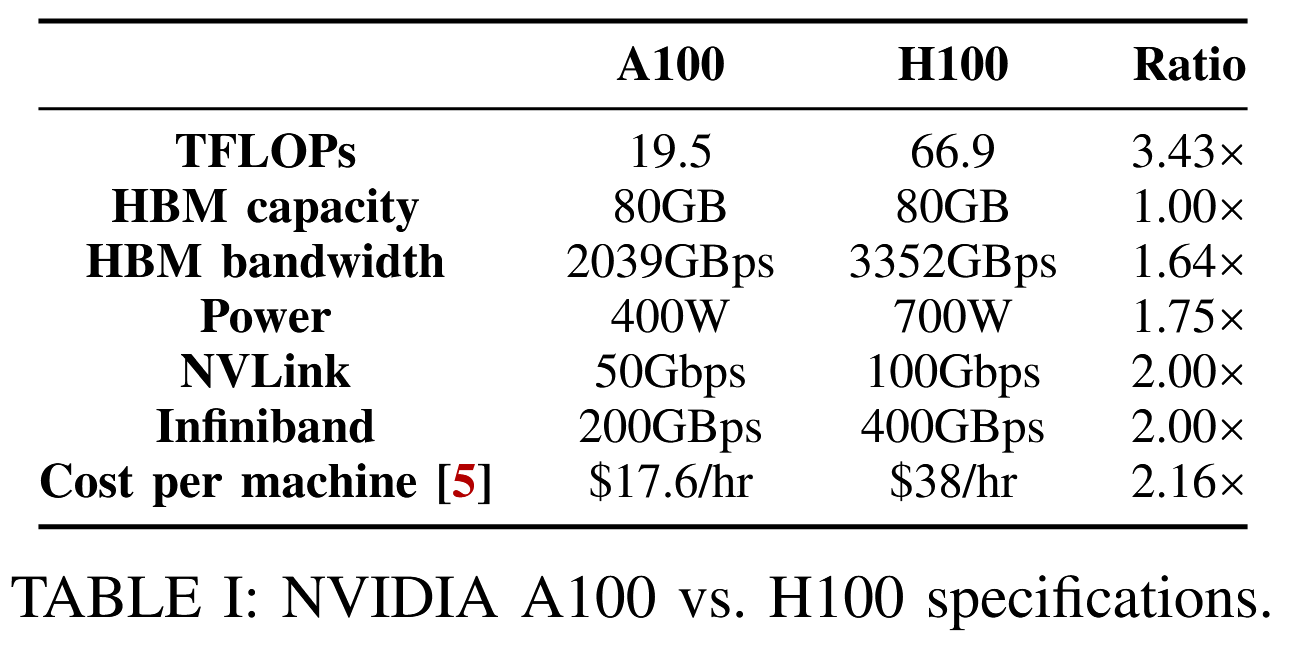 A100 H100 Ratio
TFLOPs 19.5 66.9 3.43×
HBM capacity 80GB 80GB 1.00×
HBM bandwidth 2039GBps 3352GBps 1.64×
Power 400W 700W 1.75×
NVLink 50Gbps 100Gbps 2.00×
Infiniband 200GBps 400GBps 2.00×
Cost per machine [5] $17.6/hr $38/hr 2.16×
TABLE I: NVIDIA A100 vs. H100 specifications.